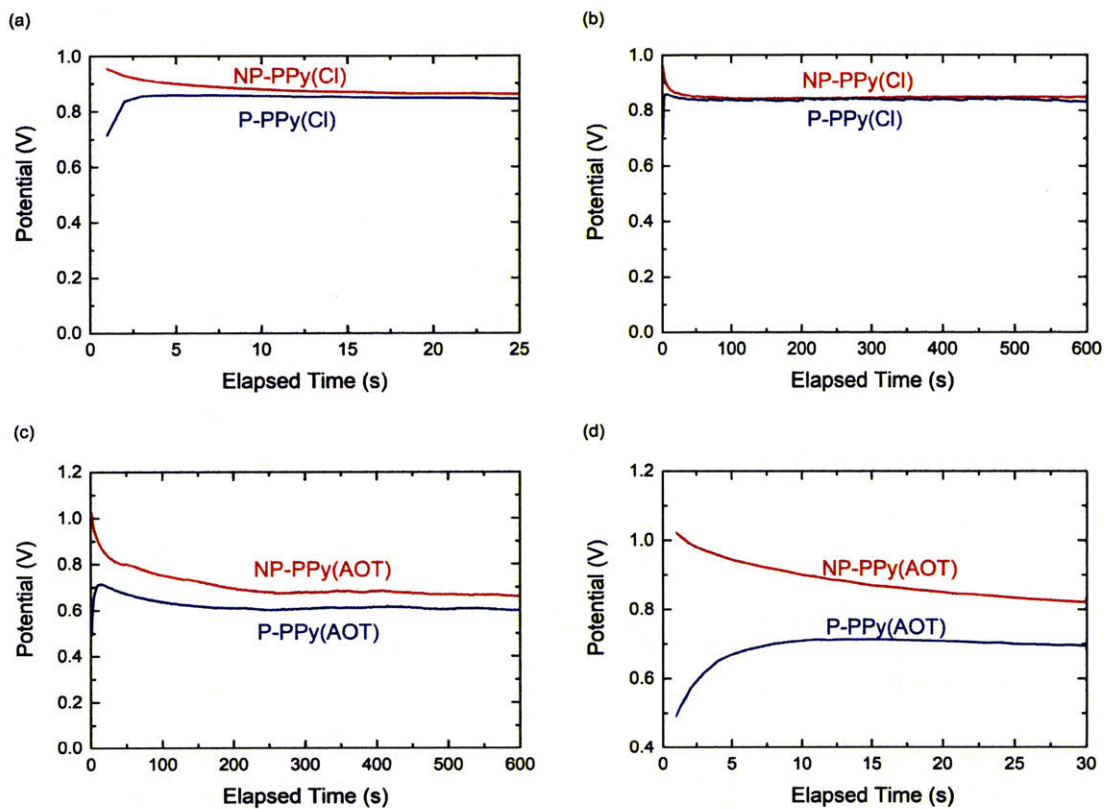 (a)
1.0
0.8
0.6
0.4
0.2
0.0
Potential (V)
NP-PPy(Cl)
P-PPy(Cl)
0 5 10 15 20 25
Elapsed Time (s)
(b)
1.0
0.8
0.6
0.4
0.2
0.0
Potential (V)
NP-PPy(Cl)
P-PPy(Cl)
0 100 200 300 400 500 600
Elapsed Time (s)
(c)
1.2
1.0
0.8
0.6
0.4
0.2
0.0
Potential (V)
NP-PPy(AOT)
P-PPy(AOT)
0 100 200 300 400 500 600
Elapsed Time (s)
(d)
1.2
1.0
0.8
0.6
0.4
Potential (V)
NP-PPy(AOT)
P-PPy(AOT)
0 5 10 15 20 25 30
Elapsed Time (s)